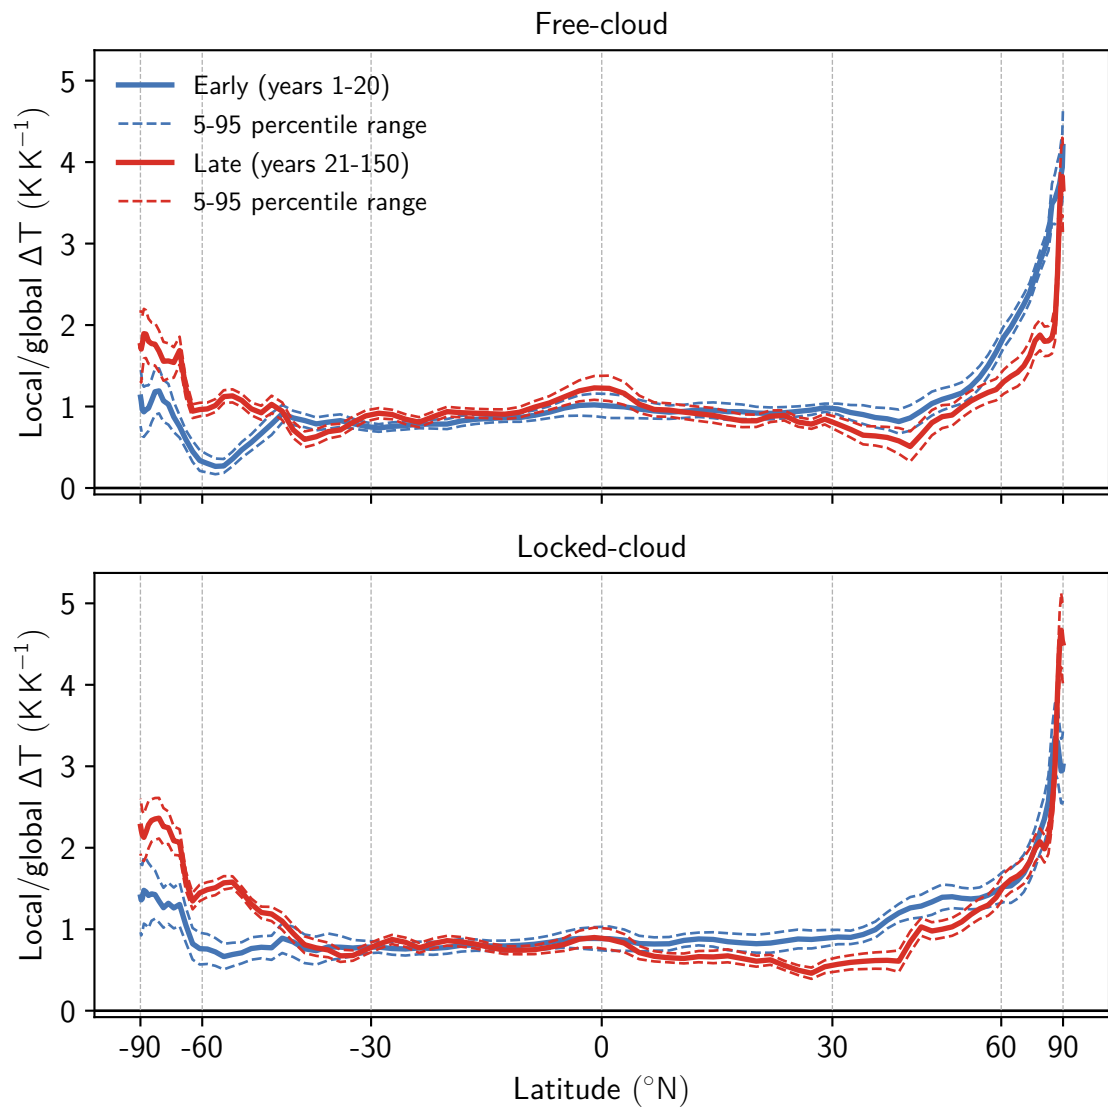 Free-cloud
5
4
3
2
1
0
Local/global ΔT (K K⁻¹)
Early (years 1-20)
5-95 percentile range
Late (years 21-150)
5-95 percentile range
Locked-cloud
5
4
3
2
1
0
Local/global ΔT (K K⁻¹)
-90 -60 -30 0 30 60 90
Latitude (°N)